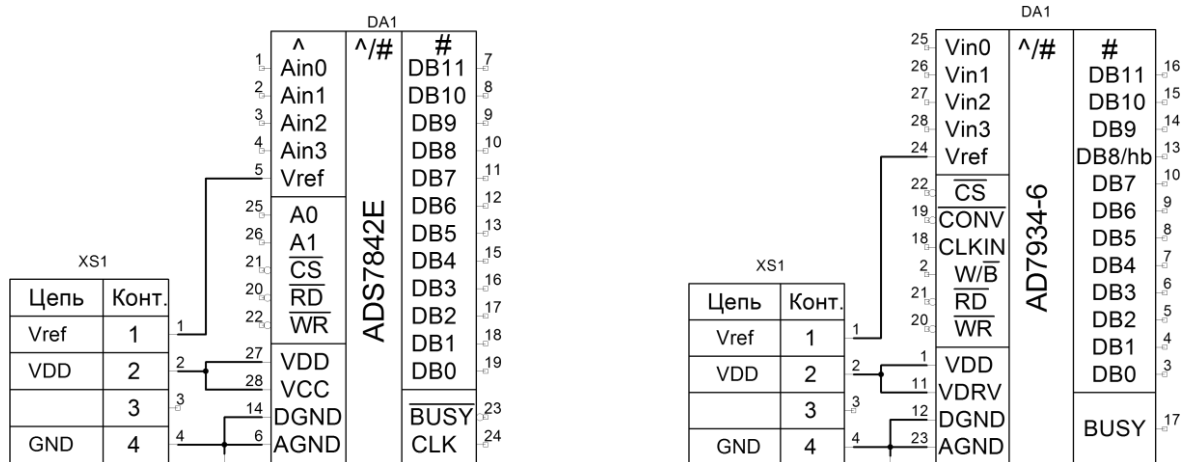 DA1
^ ^/# #
1 Ain0 DB11 7
2 Ain1 DB10 8
3 Ain2 DB9 9
4 Ain3 DB8 10
5 Vref DB7 11
DB6 12
25 A0 DB5 13
26 A1 DB4 15
21 CS DB3 16
20 RD DB2 17
22 WR DB1 18
DB0 19
ADS7842E
27 VDD
28 VCC
14 DGND BUSY 23
6 AGND CLK 24
XS1
Цепь Конт.
Vref 1 1
VDD 2 2
3 3
GND 4 4
DA1
25 Vin0 ^/# #
26 Vin1 DB11 16
27 Vin2 DB10 15
28 Vin3 DB9 14
24 Vref DB8/hb 13
DB7 10
22 CS DB6 9
19 CONV DB5 8
18 CLKIN DB4 7
2 W/B DB3 6
21 RD DB2 5
20 WR DB1 4
DB0 3
AD7934-6
1 VDD
11 VDRV
12 DGND BUSY 17
23 AGND
XS1
Цепь Конт.
Vref 1 1
VDD 2 2
3 3
GND 4 4